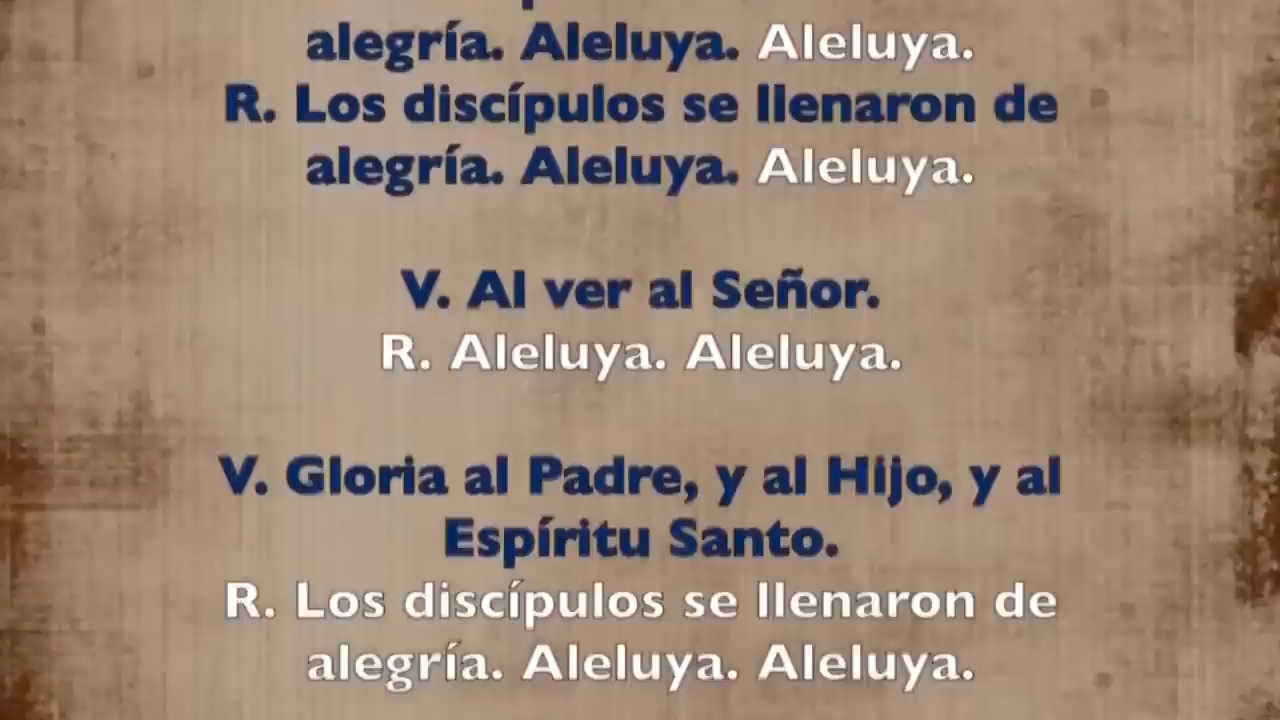 alegría. Aleluya. Aleluya.
R. Los discípulos se llenaron de
alegría. Aleluya. Aleluya.
V. Al ver al Señor.
R. Aleluya. Aleluya.
V. Gloria al Padre, y al Hijo, y al
Espíritu Santo.
R. Los discípulos se llenaron de
alegría. Aleluya. Aleluya.